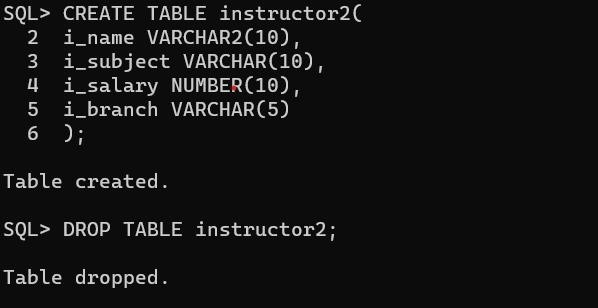 SQL> CREATE TABLE instructor2(
  2  i_name VARCHAR2(10),
  3  i_subject VARCHAR(10),
  4  i_salary NUMBER(10),
  5  i_branch VARCHAR(5)
  6  );
Table created.
SQL> DROP TABLE instructor2;
Table dropped.